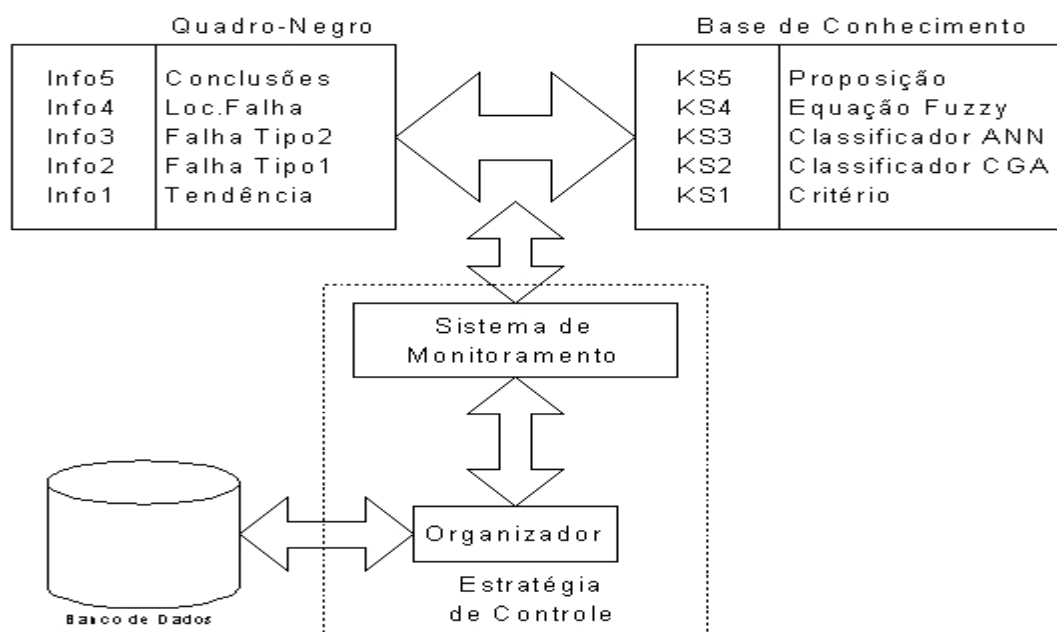 Quadro-Negro
Base de Conhecimento
Info5 Conclusões
Info4 Loc.Falha
Info3 Falha Tipo2
Info2 Falha Tipo1
Info1 Tendência
KS5 Proposição
KS4 Equação Fuzzy
KS3 Classificador ANN
KS2 Classificador CGA
KS1 Critério
Sistema de
Monitoramento
Organizador
Estratégia
de Controle
Banco de Dados